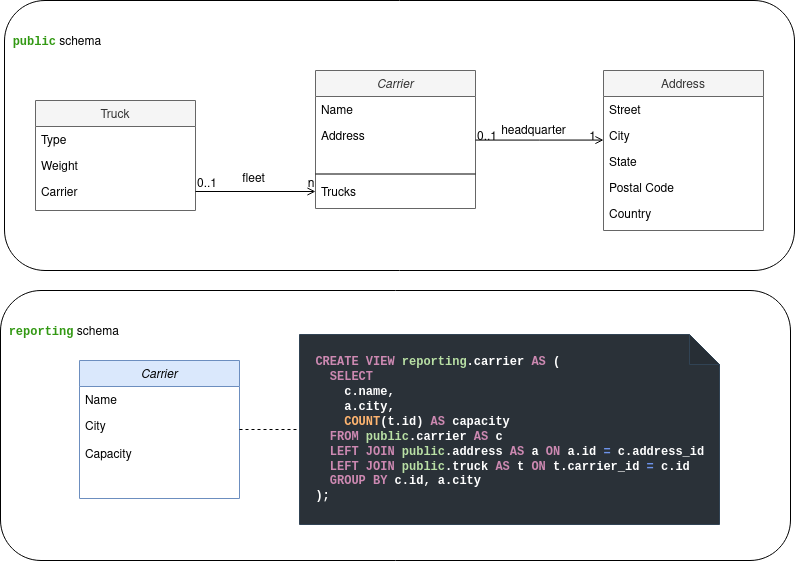 public schema
Truck
Type
Weight
Carrier
0..1
fleet
n
Carrier
Name
Address
Trucks
0..1
headquarter
1
Address
Street
City
State
Postal Code
Country
reporting schema
Carrier
Name
City
Capacity
CREATE VIEW reporting.carrier AS (
  SELECT
    c.name,
    a.city,
    COUNT(t.id) AS capacity
  FROM public.carrier AS c
  LEFT JOIN public.address AS a ON a.id = c.address_id
  LEFT JOIN public.truck AS t ON t.carrier_id = c.id
  GROUP BY c.id, a.city
);